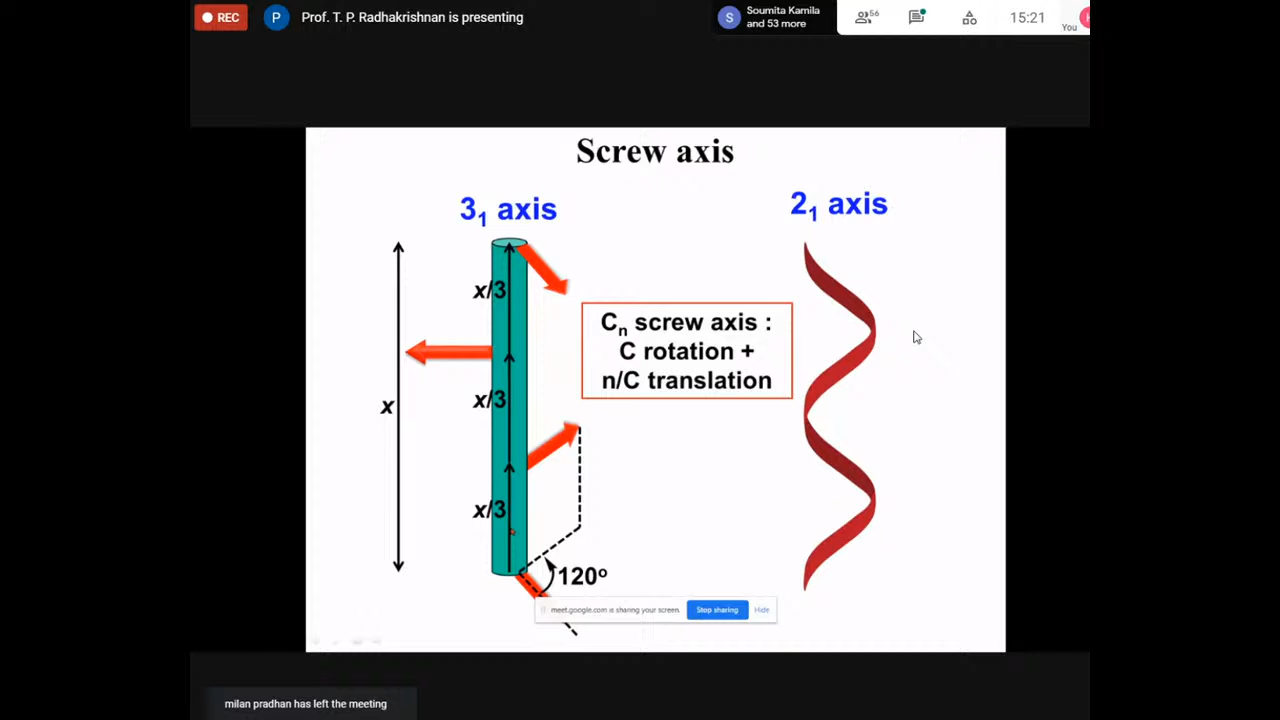 REC
P
Prof. T. P. Radhakrishnan is presenting
S
Soumita Kamila
and 53 more
56
15:21
You
Screw axis
3₁ axis
2₁ axis
x/3
Cₙ screw axis :
C rotation +
n/C translation
x/3
x
x/3
120º
meet.google.com is sharing your screen.
Stop sharing
Hide
milan pradhan has left the meeting